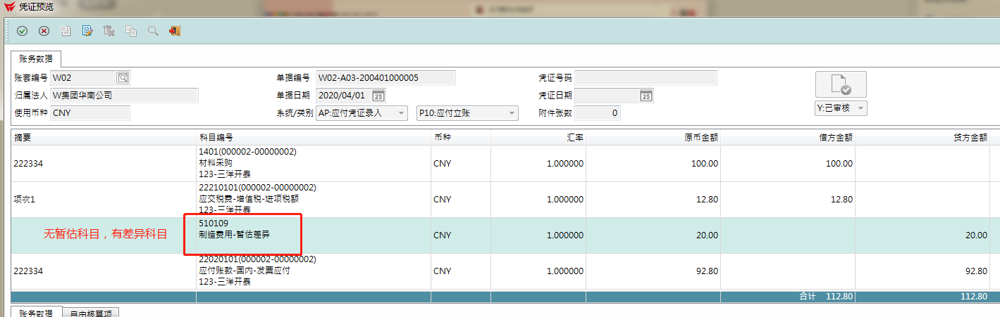 凭证预览
账务数据
账套编号 W02 单据编号 W02-A03-200401000005 凭证号码
归属法人 W集团华南公司 单据日期 2020/04/01 25 凭证日期 25
使用币种 CNY 系统/类别 AP:应付凭证录入 P10:应付立账 附件张数 0 Y:已审核
摘要 科目编号 币种 汇率 原币金额 借方金额 贷方金额
1401(000002-00000002)
222334 材料采购 CNY 1.000000 100.00 100.00
123-三洋开泰
22210101(000002-00000002)
项次1 应交税费-增值税-进项税额 CNY 1.000000 12.80 12.80
123-三洋开泰
510109
无暂估科目，有差异科目 制造费用-暂估差异 CNY 1.000000 20.00 20.00
22020101(000002-00000002)
222334 应付账款-国内-发票应付 CNY 1.000000 92.80 92.80
123-三洋开泰
合计 112.80 112.80
账务数据 自由核算项